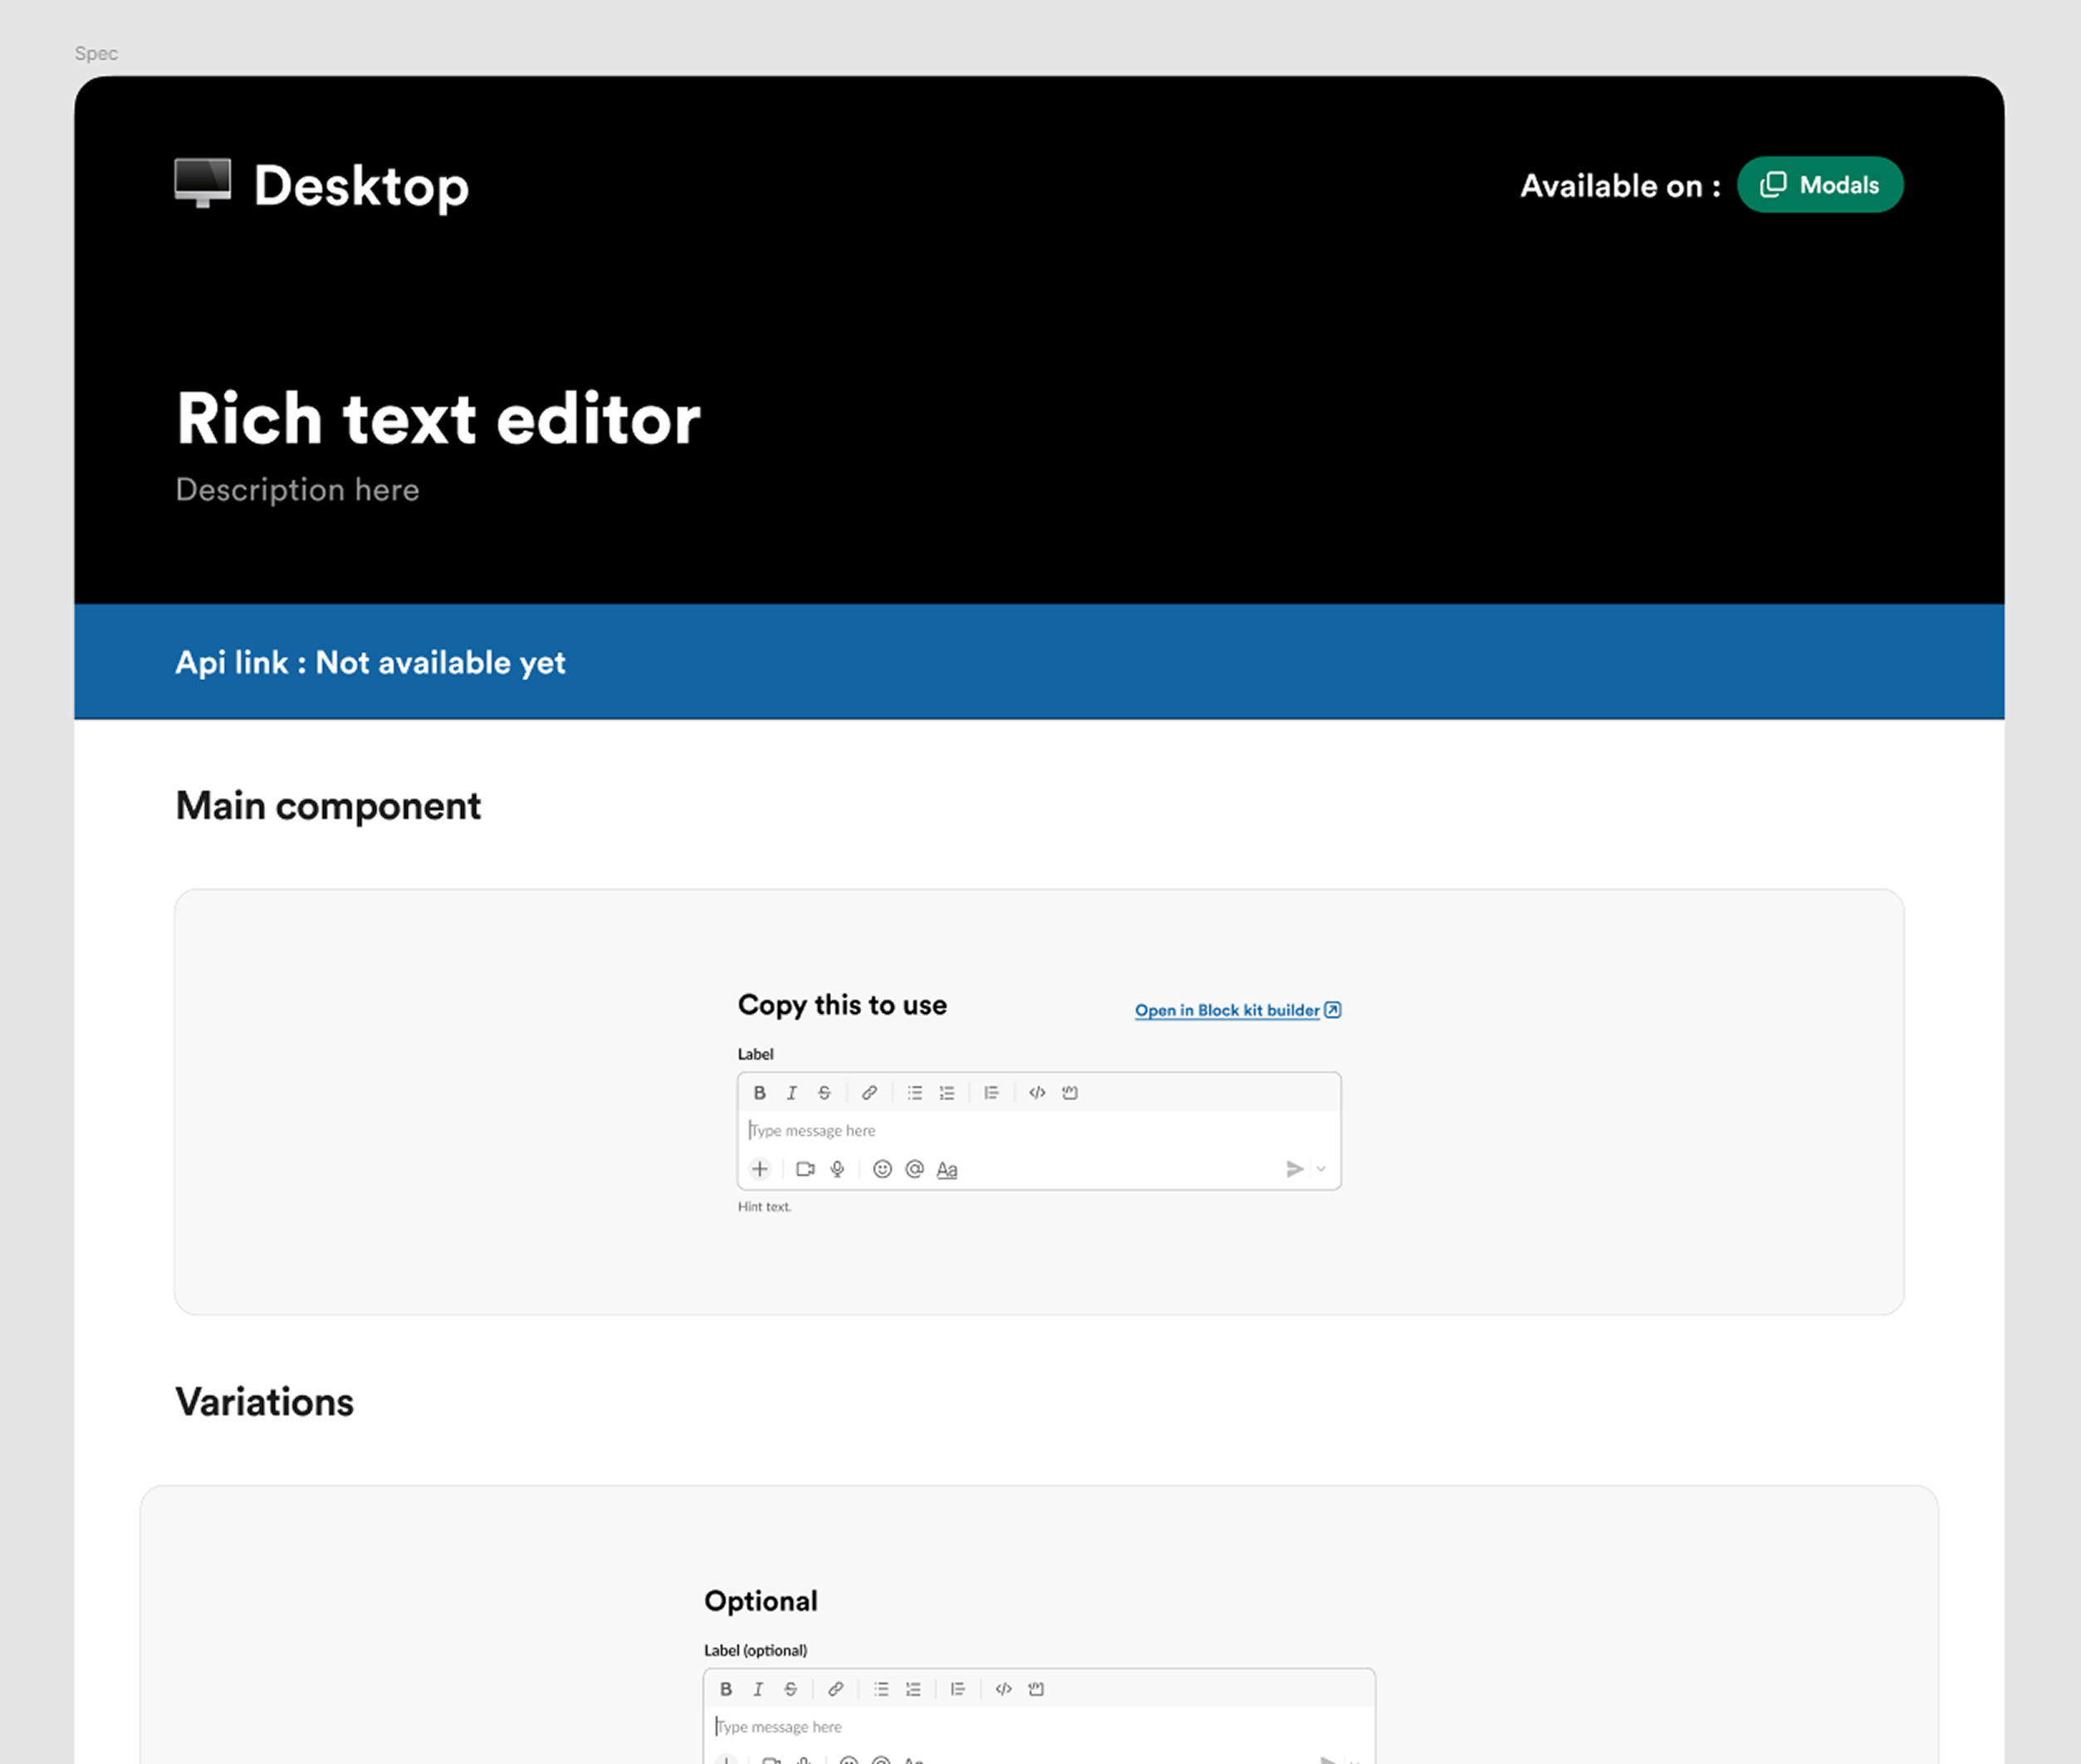 Spec
Desktop
Available on : Modals
Rich text editor
Description here
Api link : Not available yet
Main component
Copy this to use
Open in Block kit builder
Label
B I S
Type message here
Aa
Hint text.
Variations
Optional
Label (optional)
B I S
Type message here
Aa